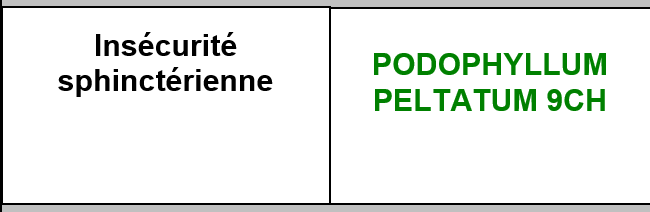 Insécurité
sphinctérienne
PODOPHYLLUM
PELTATUM 9CH